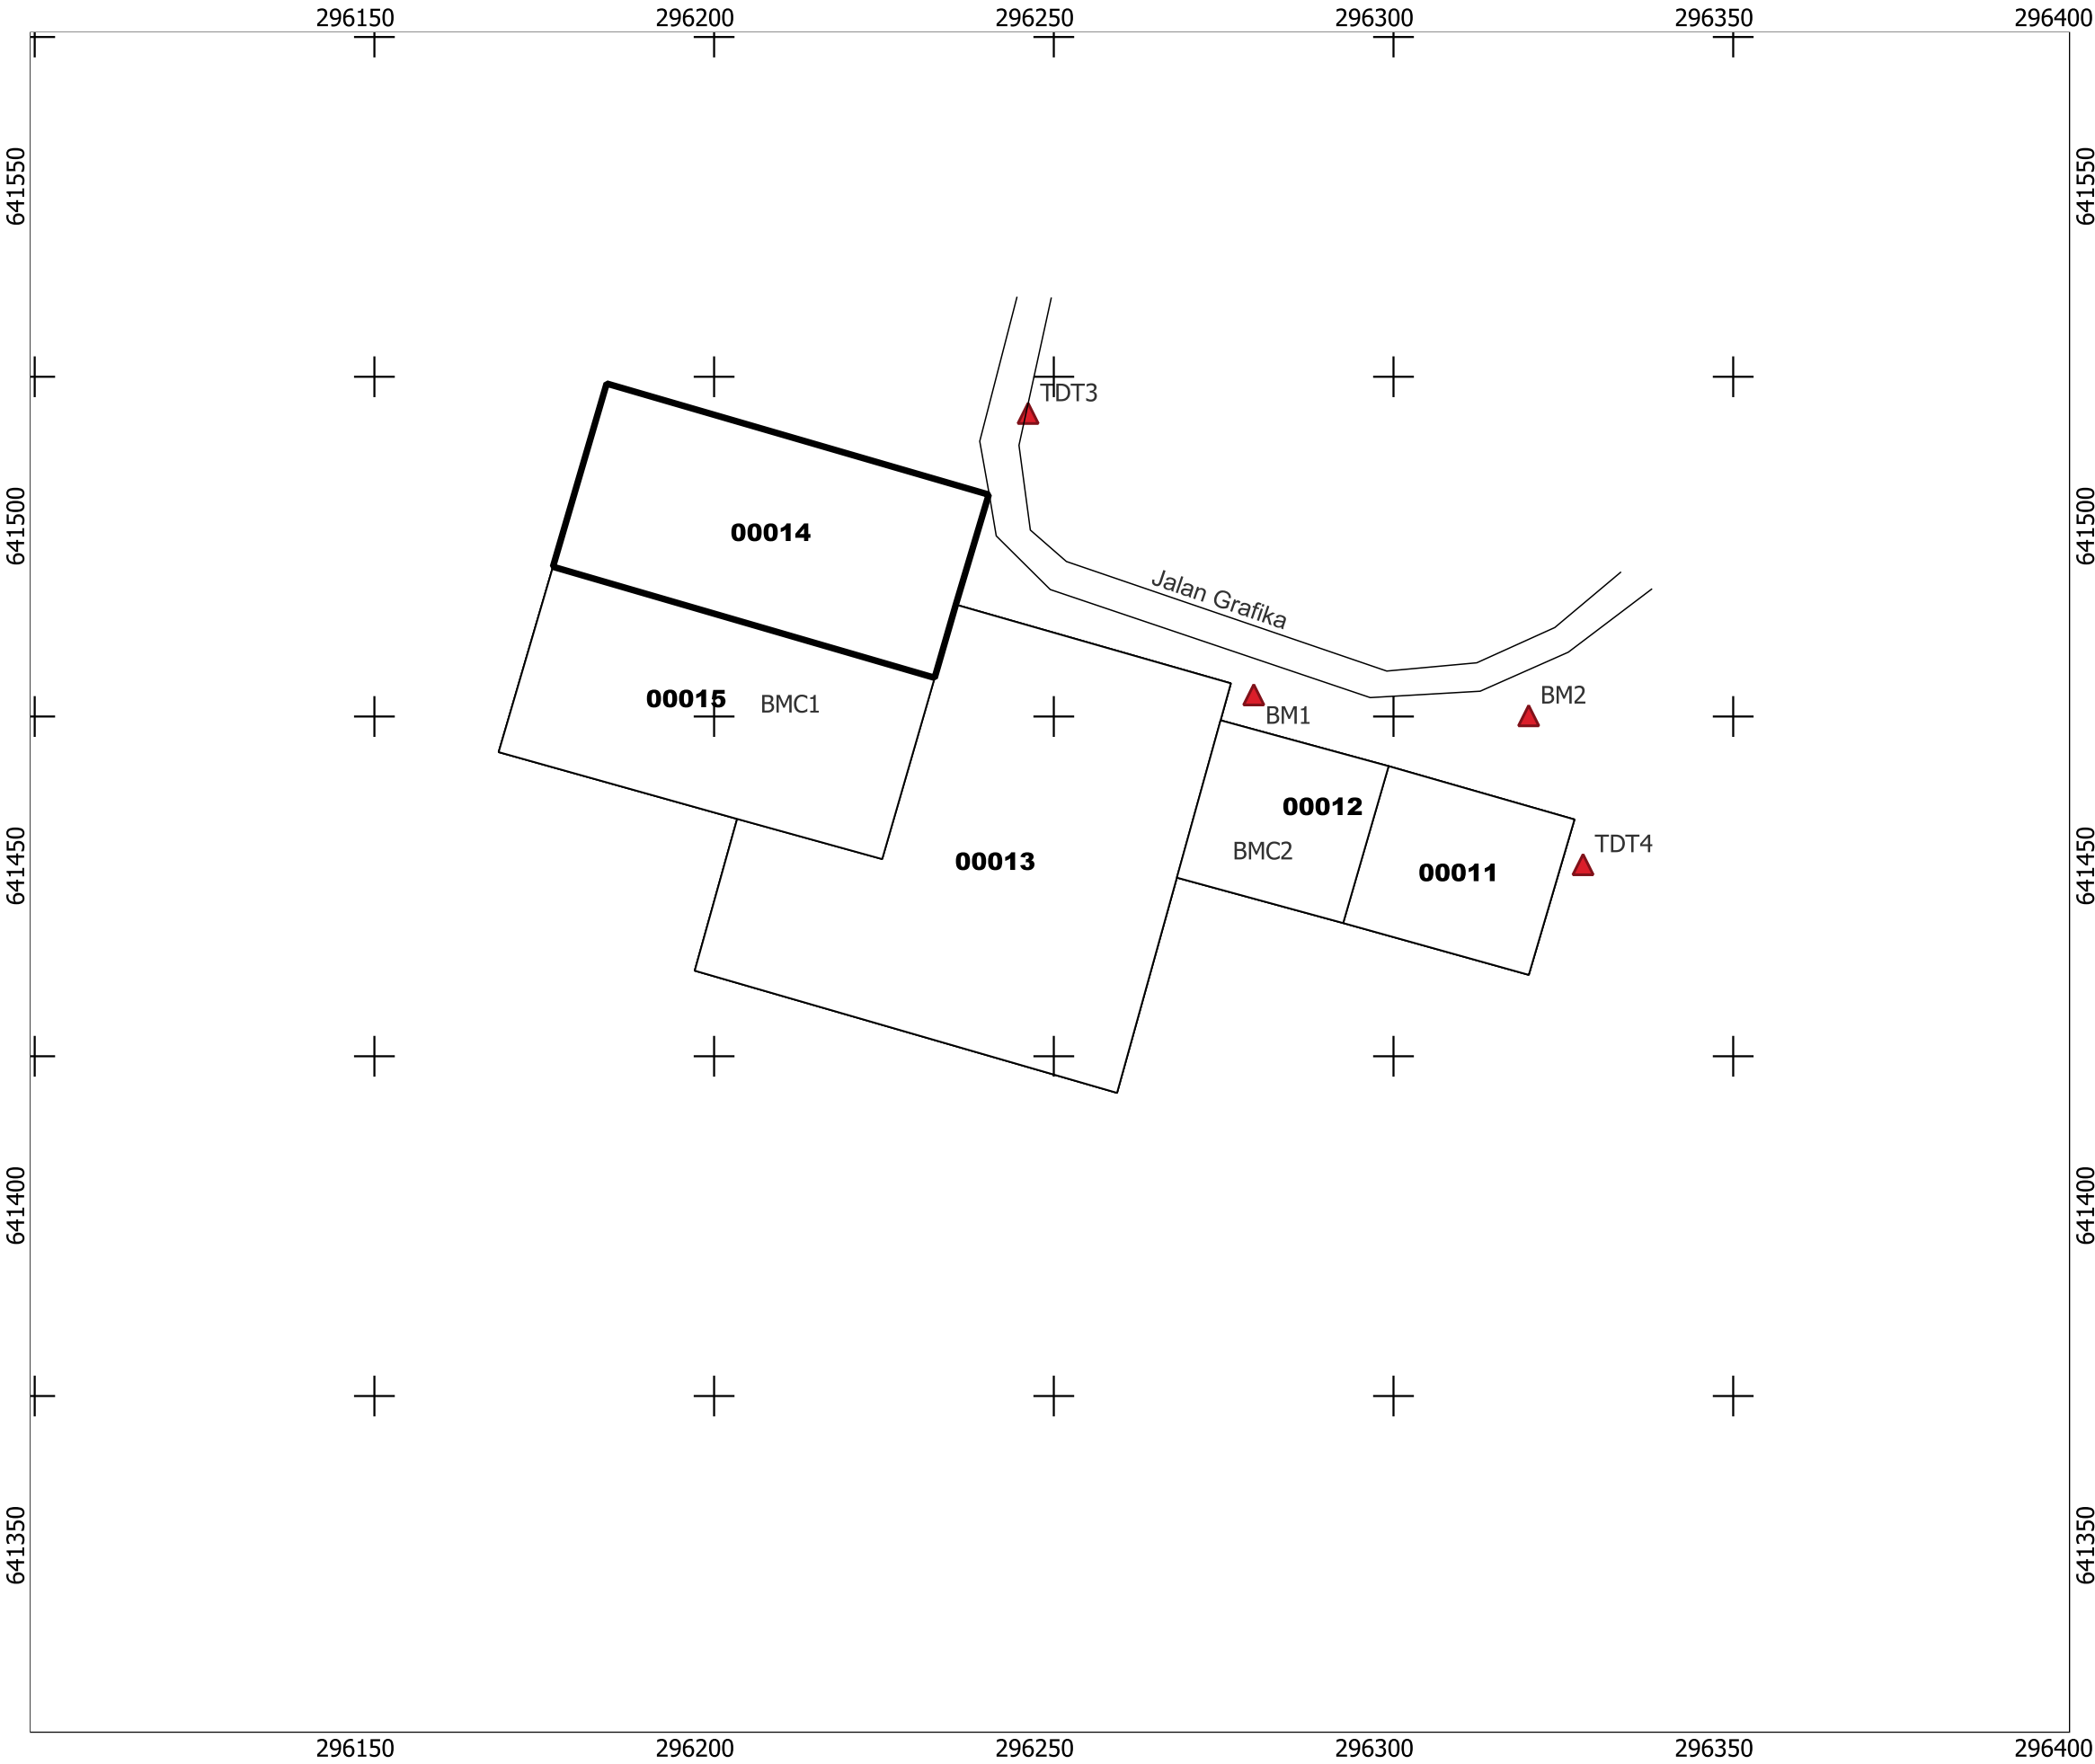 296150 296200 296250 296300 296350 296400
641550 641550
TDT3
641500 641500
00014
Jalan Grafika
00015 BMC1
BM2
BM1
00012
641450 641450
BMC2
TDT4
00013
00011
641400 641400
641350 641350
296150 296200 296250 296300 296350 296400